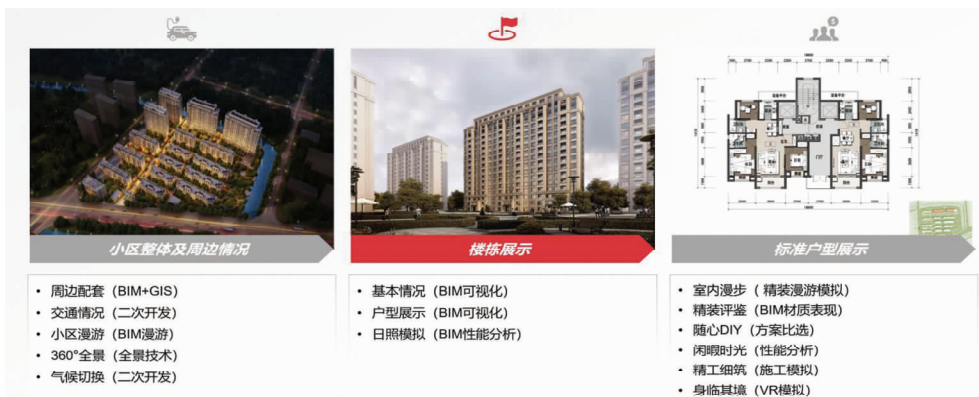 小区整体及周边情况
• 周边配套（BIM+GIS）
• 交通情况（二次开发）
• 小区漫游（BIM漫游）
• 360°全景（全景技术）
• 气候切换（二次开发）
楼栋展示
• 基本情况（BIM可视化）
• 户型展示（BIM可视化）
• 日照模拟（BIM性能分析）
标准户型展示
• 室内漫步（ 精装漫游模拟）
• 精装评鉴（BIM材质表现）
• 随心DIY（方案比选）
• 闲暇时光（性能分析）
• 精工细筑（施工模拟）
• 身临其境（VR模拟）